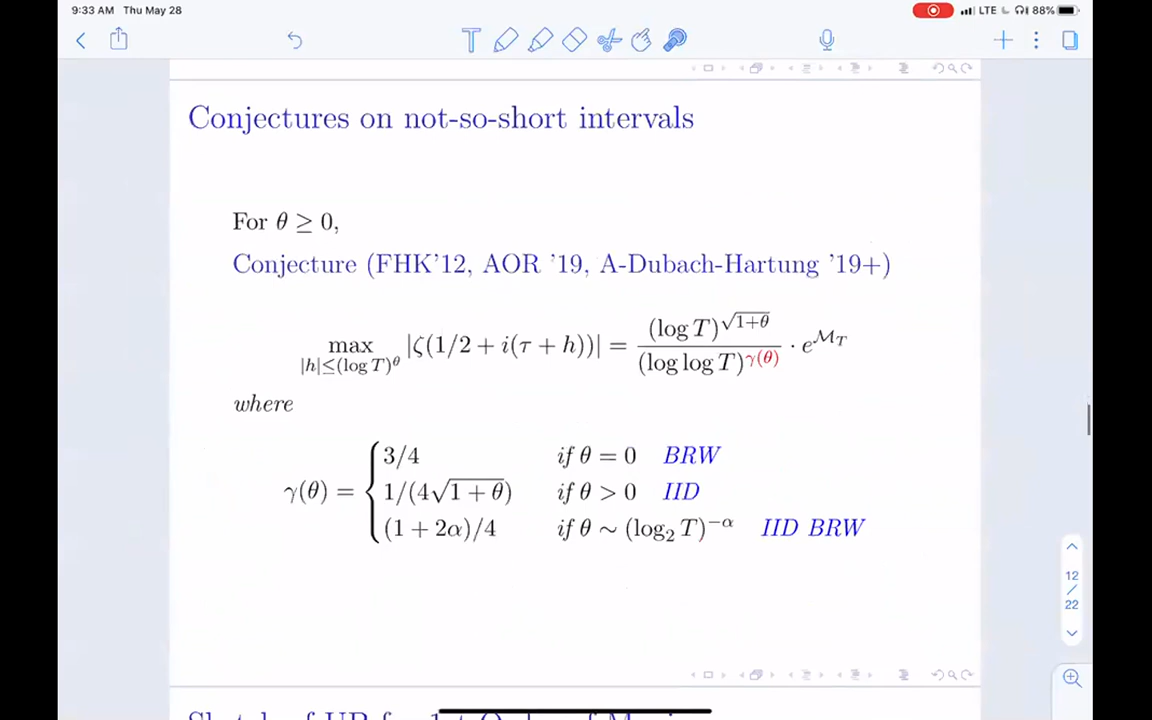 9:33 AM Thu May 28
LTE 88%
Conjectures on not-so-short intervals
For θ ≥ 0,
Conjecture (FHK'12, AOR '19, A-Dubach-Hartung '19+)
max_{|h|≤(log T)^θ} |ζ(1/2 + i(τ + h))| = (log T)^{√(1+θ)} / (log log T)^{γ(θ)} · e^{ℳ_T}
where
γ(θ) = { 3/4 if θ = 0 BRW
1/(4√(1 + θ)) if θ > 0 IID
(1 + 2α)/4 if θ ∼ (log₂ T)^{−α} IID BRW
12
/
22